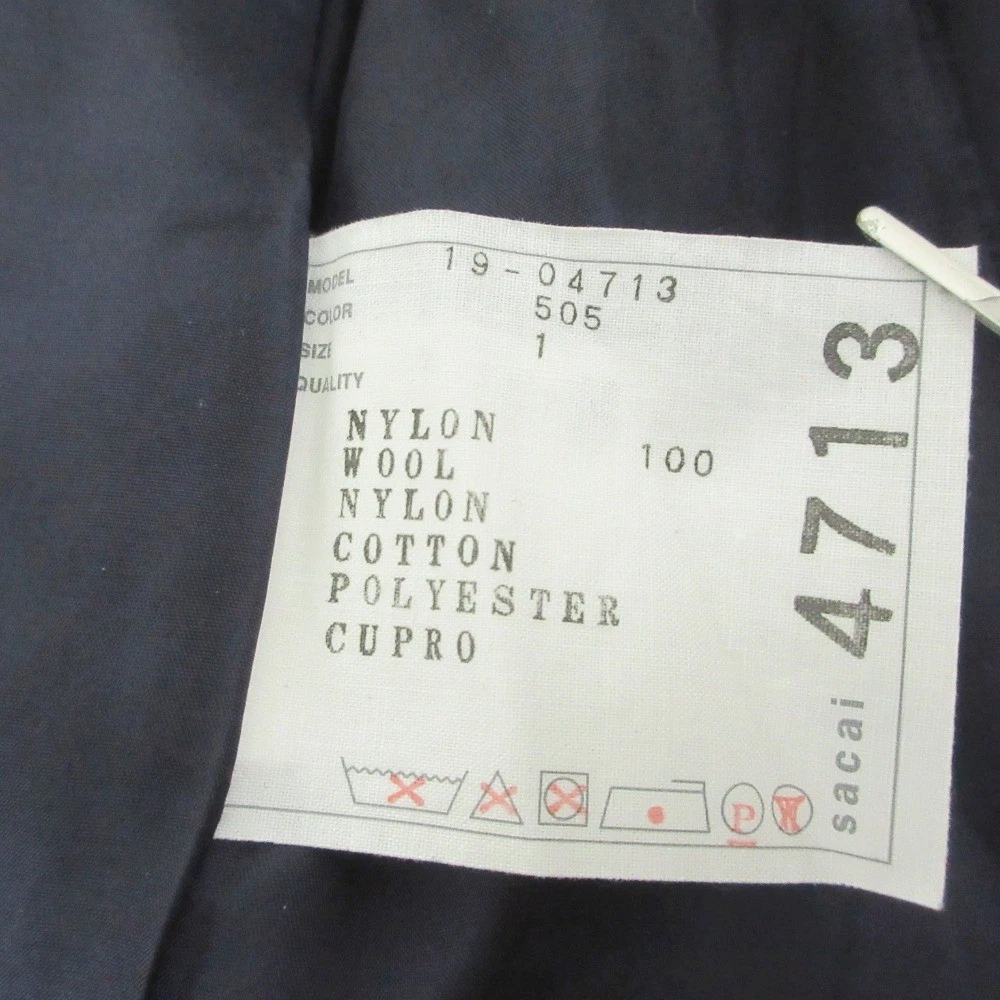 MODEL 19-04713
COLOR 505
SIZE 1
QUALITY
NYLON
WOOL 100
NYLON
COTTON
POLYESTER
CUPRO
P W
sacai 4713